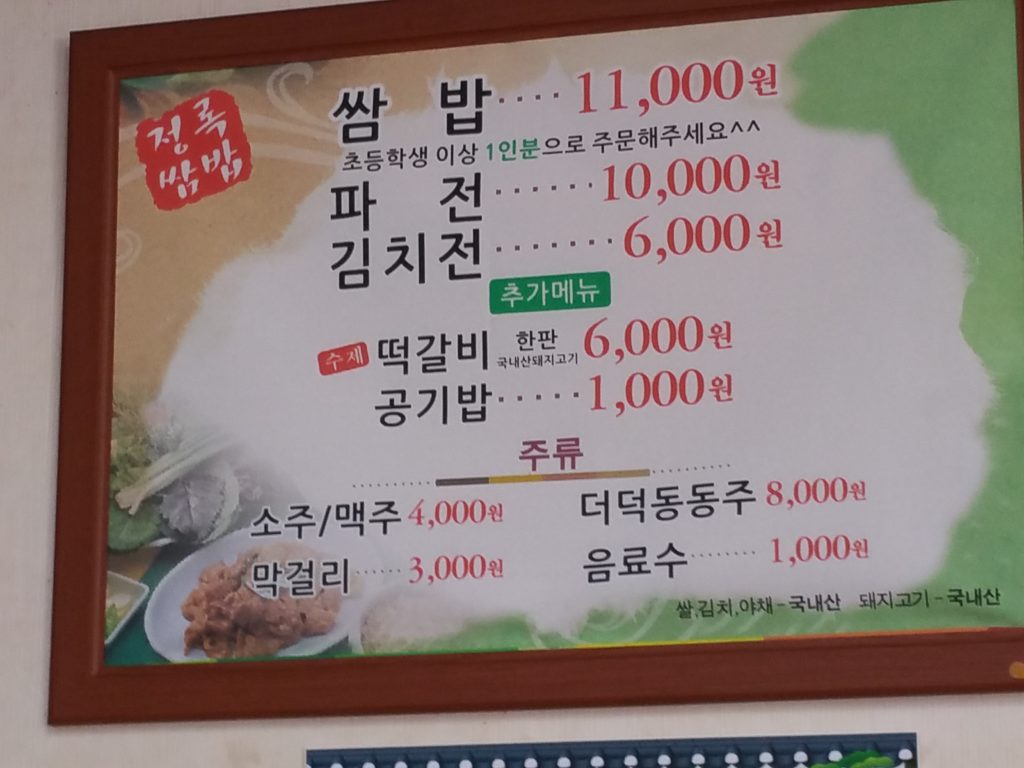 정록
쌈밥
쌈 밥 ···· 11,000원
초등학생 이상 1인분으로 주문해주세요^^
파 전 ······ 10,000원
김치전 ······· 6,000원
추가메뉴
수제 떡갈비 한판 국내산돼지고기 6,000원
공기밥 ····· 1,000원
주류
소주/맥주 4,000원 더덕동동주 8,000원
막걸리 ····· 3,000원 음료수 ········ 1,000원
쌀,김치,야채-국내산 돼지고기-국내산